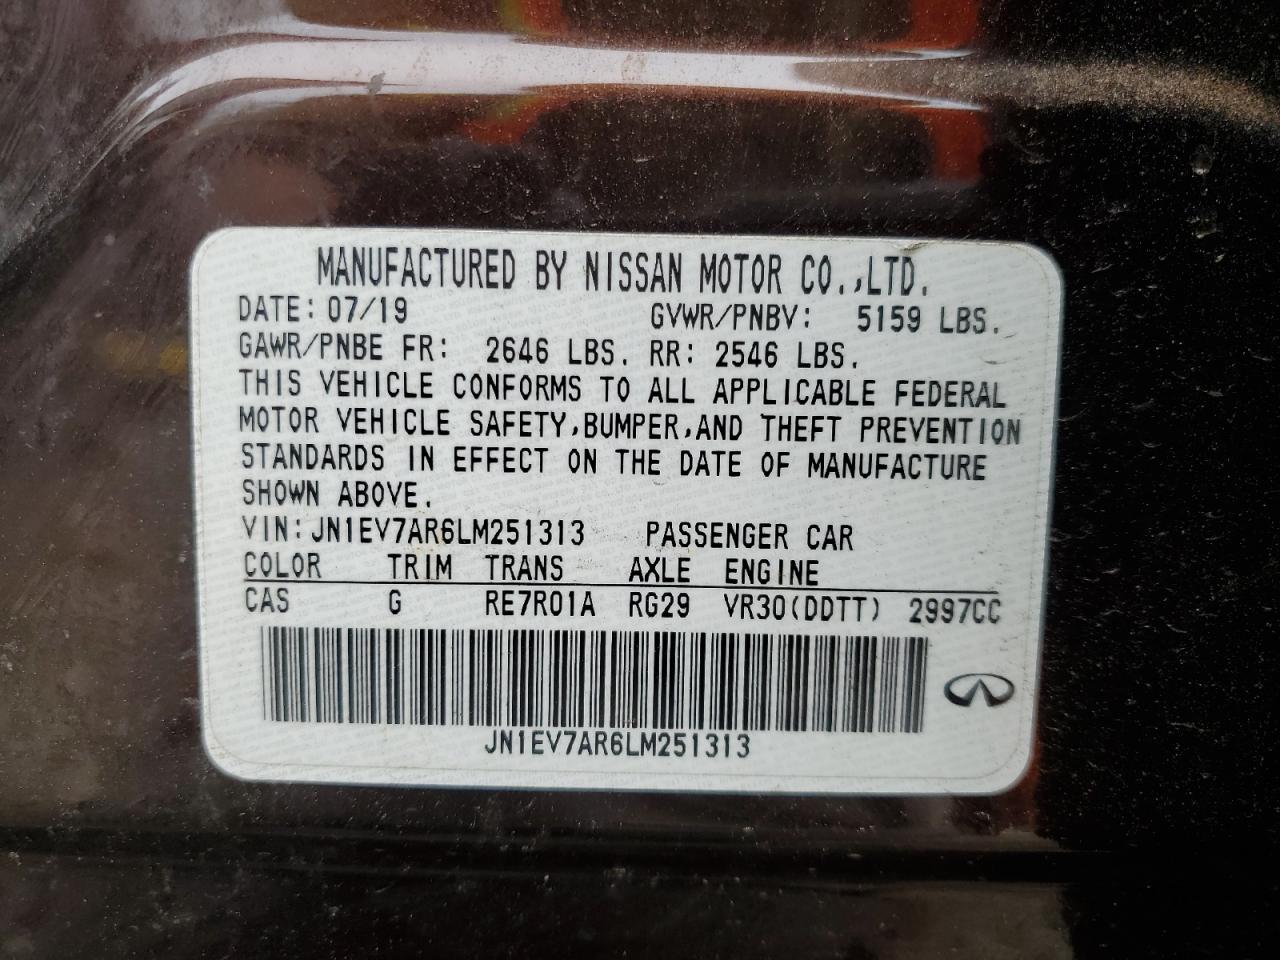 MANUFACTURED BY NISSAN MOTOR CO.,LTD.
DATE: 07/19 GVWR/PNBV: 5159 LBS.
GAWR/PNBE FR: 2646 LBS. RR: 2546 LBS.
THIS VEHICLE CONFORMS TO ALL APPLICABLE FEDERAL
MOTOR VEHICLE SAFETY,BUMPER,AND THEFT PREVENTION
STANDARDS IN EFFECT ON THE DATE OF MANUFACTURE
SHOWN ABOVE.
VIN:JN1EV7AR6LM251313 PASSENGER CAR
COLOR TRIM TRANS AXLE ENGINE
CAS G RE7R01A RG29 VR30(DDTT) 2997CC
JN1EV7AR6LM251313